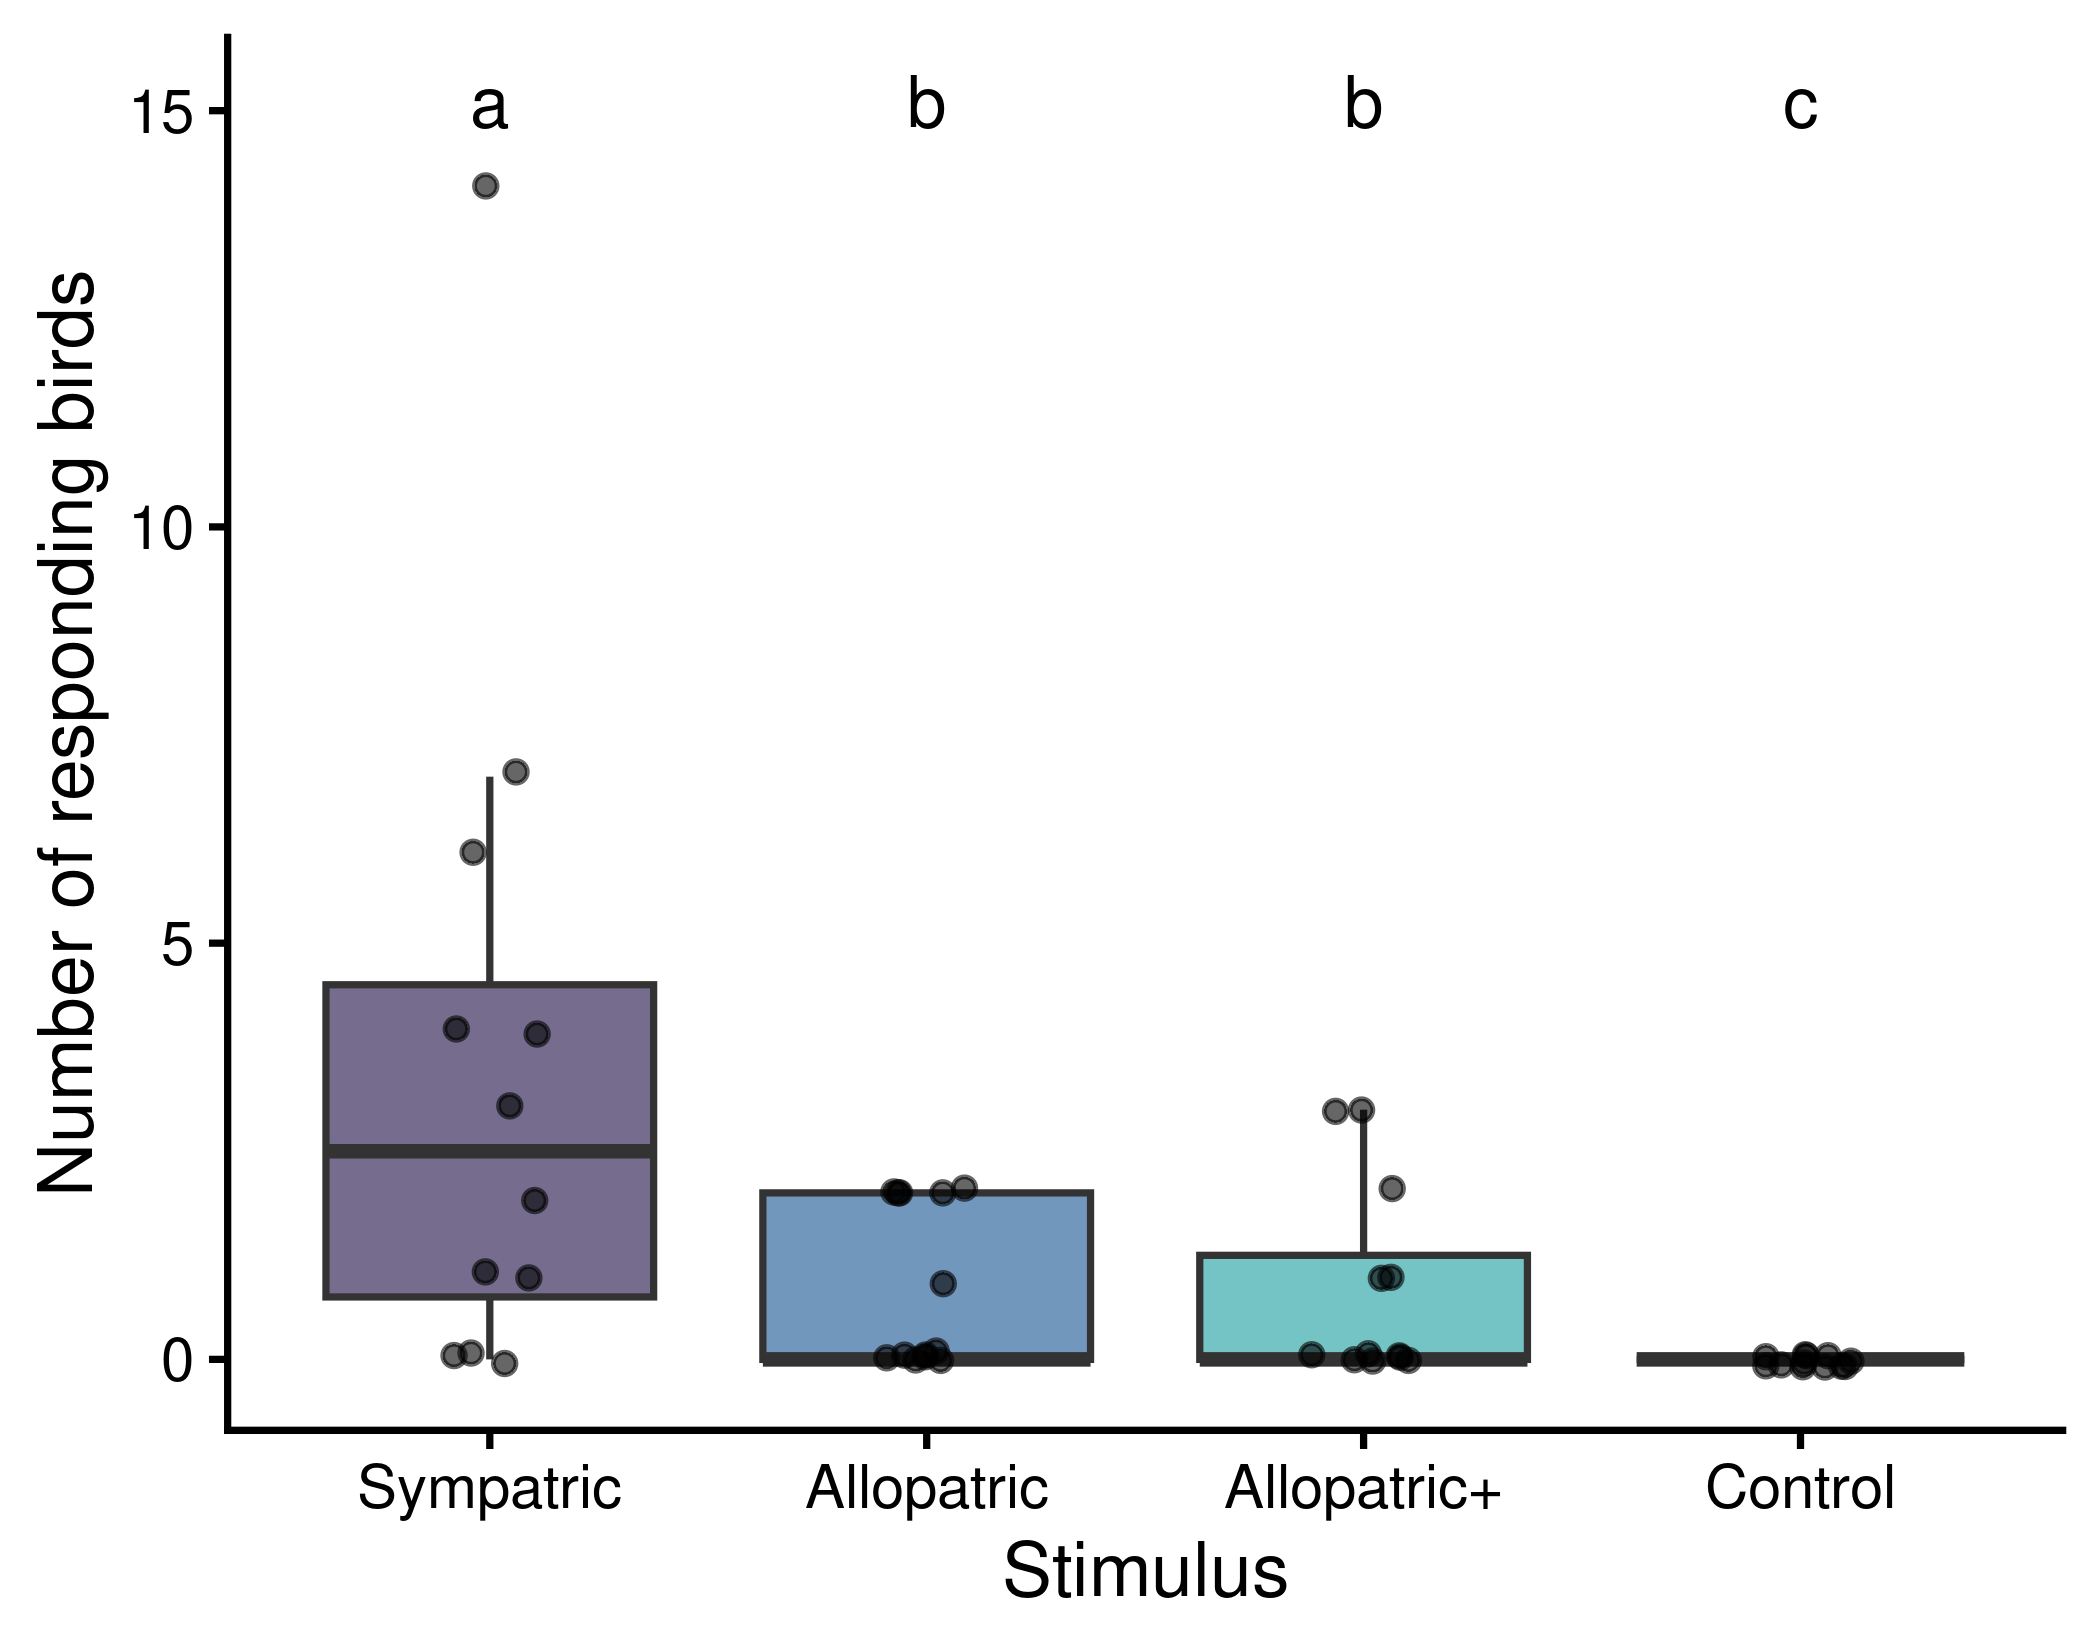 a b b c
15
10
5
0
Number of responding birds
Sympatric Allopatric Allopatric+ Control
Stimulus